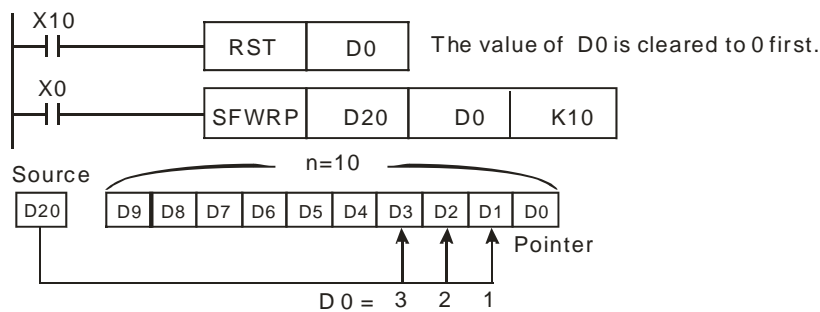 X10
RST D0 The value of D0 is cleared to 0 first.
X0
SFWRP D20 D0 K10
n=10
Source
D20 D9 D8 D7 D6 D5 D4 D3 D2 D1 D0
Pointer
D0 = 3 2 1